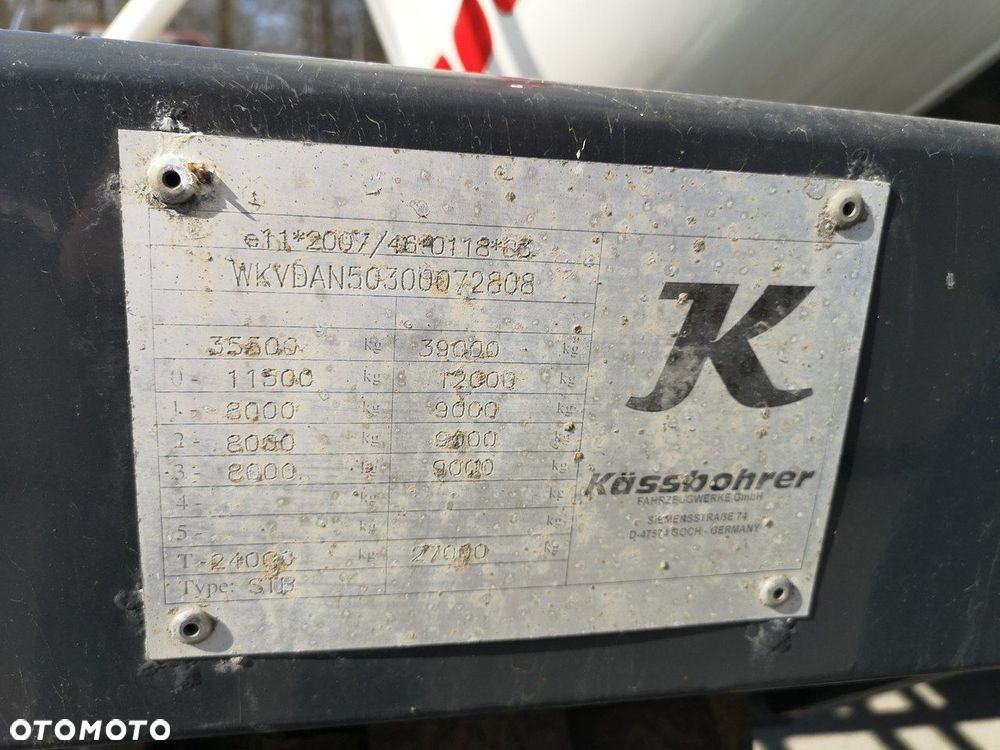 e11*2007/46*0118*06
WKVDAN50300072808
35500 kg 39000 kg
0- 11500 kg 12000 kg
1- 8000 kg 9000 kg
2- 8000 kg 9000 kg
3- 8000 kg 9000 kg
4- kg
5- kg kg
T- 24000 kg 27000 kg
Type:
K
Kässbohrer
FAHRZEUGWERKE GmbH
SIEMENSSTRAßE 74
D-47574 GOCH - GERMANY
OTOMOTO